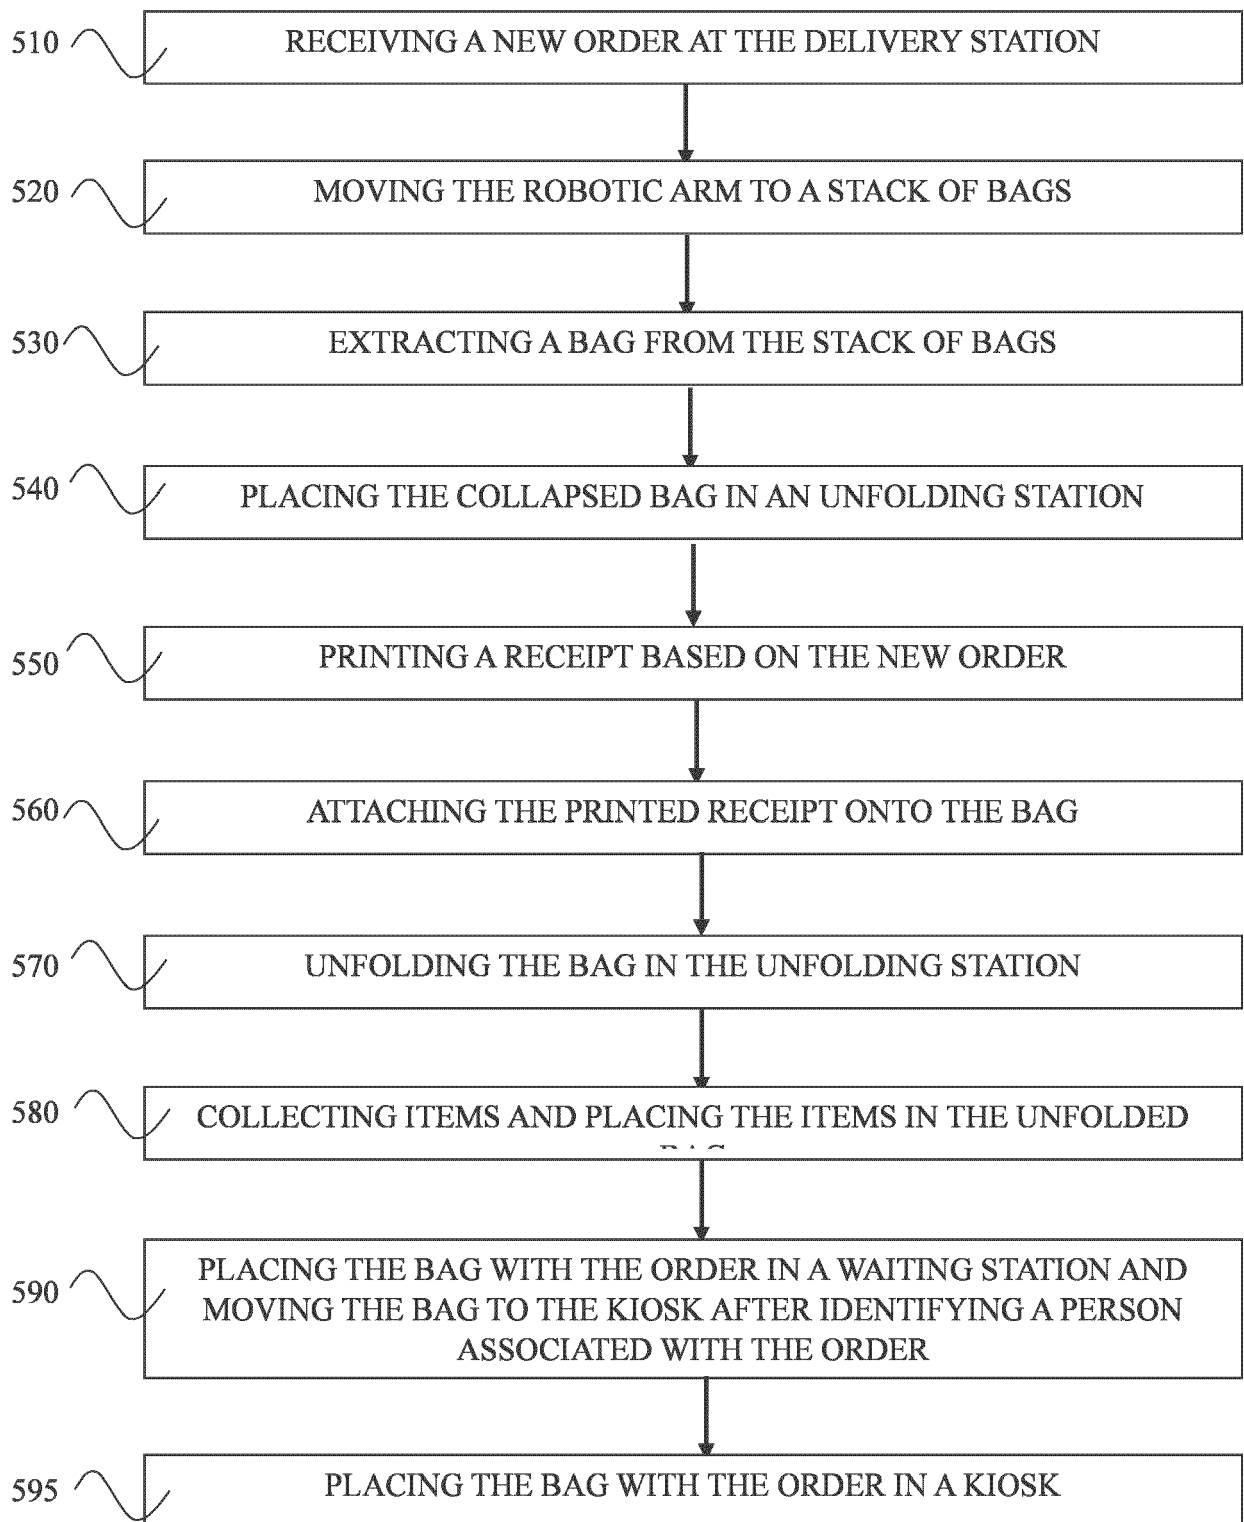 510 RECEIVING A NEW ORDER AT THE DELIVERY STATION
520 MOVING THE ROBOTIC ARM TO A STACK OF BAGS
530 EXTRACTING A BAG FROM THE STACK OF BAGS
540 PLACING THE COLLAPSED BAG IN AN UNFOLDING STATION
550 PRINTING A RECEIPT BASED ON THE NEW ORDER
560 ATTACHING THE PRINTED RECEIPT ONTO THE BAG
570 UNFOLDING THE BAG IN THE UNFOLDING STATION
580 COLLECTING ITEMS AND PLACING THE ITEMS IN THE UNFOLDED
PLACING THE BAG WITH THE ORDER IN A WAITING STATION AND
590 MOVING THE BAG TO THE KIOSK AFTER IDENTIFYING A PERSON
ASSOCIATED WITH THE ORDER
595 PLACING THE BAG WITH THE ORDER IN A KIOSK